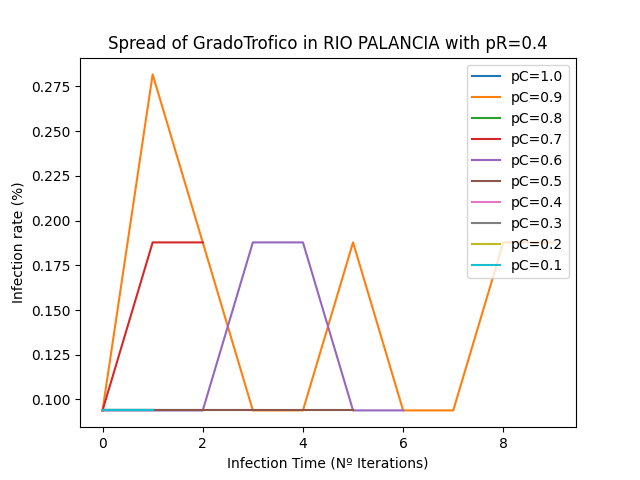 Spread of GradoTrofico in RIO PALANCIA with pR=0.4
Infection rate (%)
0.275
0.250
0.225
0.200
0.175
0.150
0.125
0.100
pC=1.0
pC=0.9
pC=0.8
pC=0.7
pC=0.6
pC=0.5
pC=0.4
pC=0.3
pC=0.2
pC=0.1
0 2 4 6 8
Infection Time (Nº Iterations)